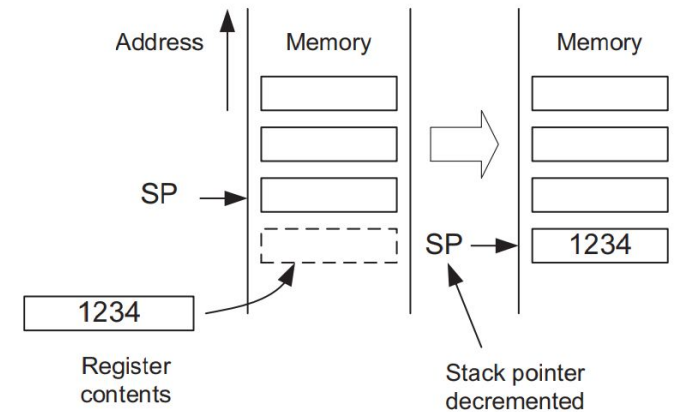 Address
Memory
Memory
SP
SP
1234
1234
Register
contents
Stack pointer
decremented